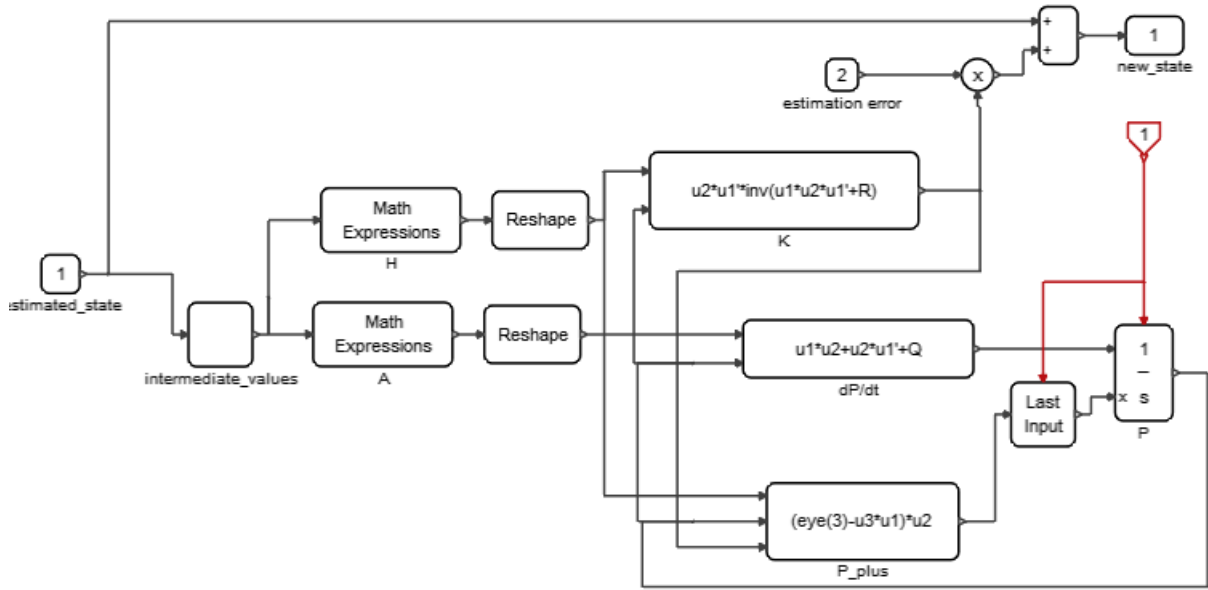 +
+
1
new_state
2
estimation error
x
1
u2*u1'*inv(u1*u2*u1'+R)
K
Math
Expressions
H
Reshape
1
estimated_state
intermediate_values
Math
Expressions
A
Reshape
u1*u2+u2*u1'+Q
dP/dt
Last
Input
1
s
x
P
(eye(3)-u3*u1)*u2
P_plus